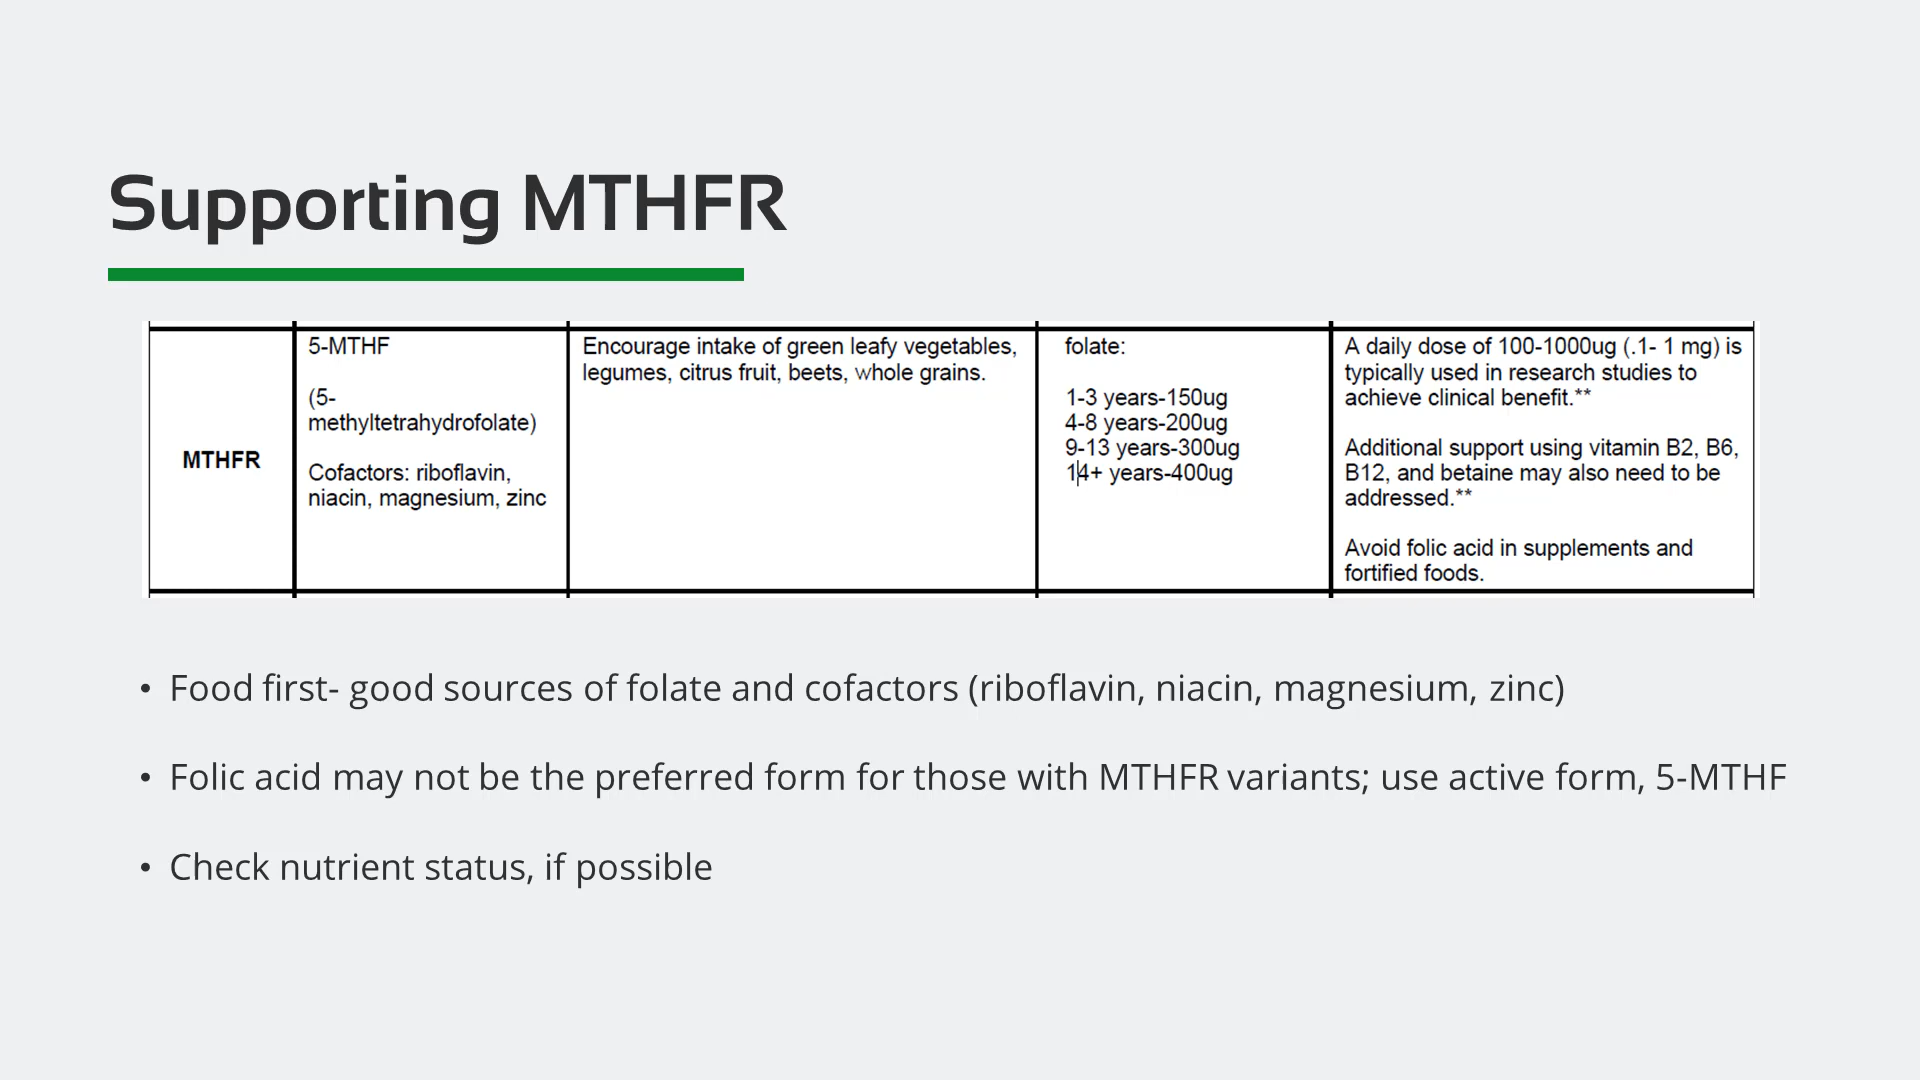 Supporting MTHFR
MTHFR
5-MTHF
(5-
methyltetrahydrofolate)
Cofactors: riboflavin,
niacin, magnesium, zinc
Encourage intake of green leafy vegetables,
legumes, citrus fruit, beets, whole grains.
folate:
1-3 years-150ug
4-8 years-200ug
9-13 years-300ug
14+ years-400ug
A daily dose of 100-1000ug (.1- 1 mg) is
typically used in research studies to
achieve clinical benefit.**
Additional support using vitamin B2, B6,
B12, and betaine may also need to be
addressed.**
Avoid folic acid in supplements and
fortified foods.
• Food first- good sources of folate and cofactors (riboflavin, niacin, magnesium, zinc)
• Folic acid may not be the preferred form for those with MTHFR variants; use active form, 5-MTHF
• Check nutrient status, if possible